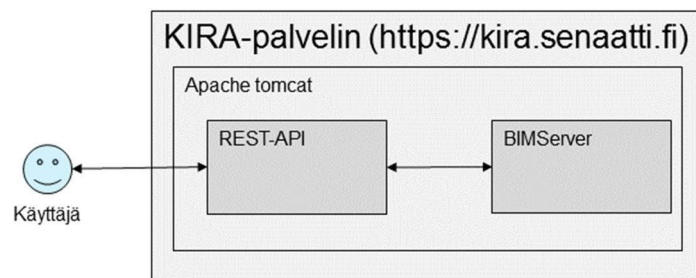 KIRA-palvelin (https://kira.senaatti.fi)
Apache tomcat
REST-API
BIMServer
Käyttäjä